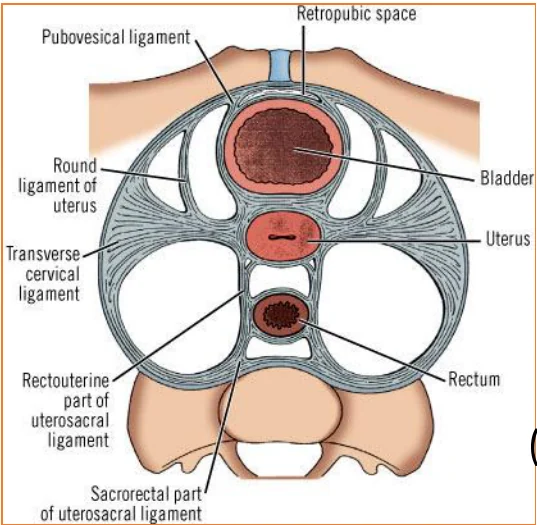 Retropubic space
Pubovesical ligament
Round
ligament of
uterus
Bladder
Uterus
Transverse
cervical
ligament
Rectum
Rectouterine
part of
uterosacral
ligament
Sacrorectal part
of uterosacral ligament
(